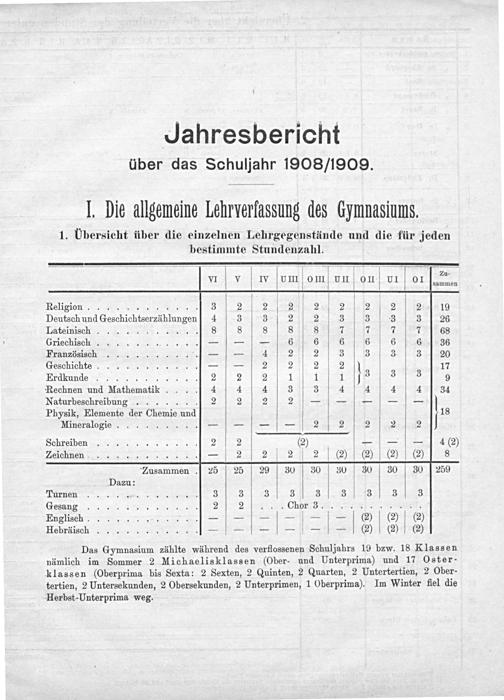 Jahresbericht
über das Schuljahr 1908/1909.
I. Die allgemeine Lehrverfassung des Gymnasiums.
1. Übersicht über die einzelnen Lehrgegenstände und die für jeden
bestimmte Stundenzahl.
VI V IV U III O III U II O II U I O I Zu-
sammen
Religion . . . . . . . . . . . . 3 2 2 2 2 2 2 2 2 19
Deutsch und Geschichtserzählungen 4 3 3 2 2 3 3 3 3 26
Lateinisch . . . . . . . . . . . 8 8 8 8 8 7 7 7 7 68
Griechisch . . . . . . . . . . . — — — 6 6 6 6 6 6 36
Französisch . . . . . . . . . . — — 4 2 2 3 3 3 3 20
Geschichte . . . . . . . . . . . — — 2 2 2 2 } 3 3 3 17
Erdkunde . . . . . . . . . . . 2 2 2 1 1 1 9
Rechnen und Mathematik . . . . 4 4 4 3 3 4 4 4 4 34
Naturbeschreibung . . . . . . . 2 2 2 2 } 18
Physik, Elemente der Chemie und
Mineralogie . . . . . . . . . — — — — 2 2 2 2 2
Schreiben . . . . . . . . . . . 2 2 (2) — — — 4 (2)
Zeichnen . . . . . . . . . . . — 2 2 2 2 (2) (2) (2) (2) 8
Zusammen . 25 25 29 30 30 30 30 30 30 259
Dazu:
Turnen . . . . . . . . . . . . 3 3 3 3 3 3 3 3 3
Gesang . . . . . . . . . . . . 2 2 . . . Chor 3 . . . . . . . . . .
Englisch . . . . . . . . . . . — — — — — — (2) (2) (2)
Hebräisch . . . . . . . . . . . — — — — — — (2) (2) (2)
Das Gymnasium zählte während des verflossenen Schuljahrs 19 bzw. 18 Klassen
nämlich im Sommer 2 Michaelisklassen (Ober- und Unterprima) und 17 Oster-
klassen (Oberprima bis Sexta: 2 Sexten, 2 Quinten, 2 Quarten, 2 Untertertien, 2 Ober-
tertien, 2 Untersekunden, 2 Obersekunden, 2 Unterprimen, 1 Oberprima). Im Winter fiel die
Herbst-Unterprima weg.